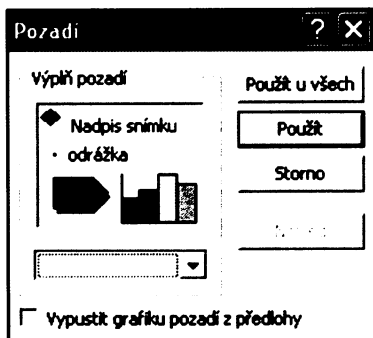 Pozadí
Výplň pozadí
Nadpis snímku
• odrážka
Použít u všech
Použít
Storno
Vypustit grafiku pozadí z předlohy